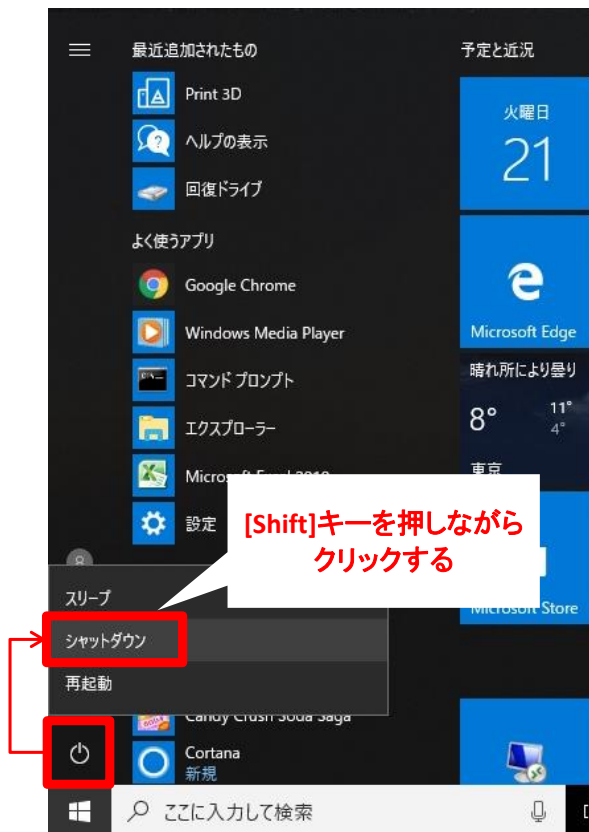 最近追加されたもの
Print 3D
ヘルプの表示
回復ドライブ
よく使うアプリ
Google Chrome
Windows Media Player
コマンド プロンプト
エクスプローラー
設定
8
スリープ
シャットダウン
再起動
Candy Crush Soda Saga
Cortana
新規
ここに入力して検索
予定と近況
火曜日
21
Microsoft Edge
晴れ所により曇り
8°
11°
4°
東京
Microsoft Store
[Shift]キーを押しながら
クリックする